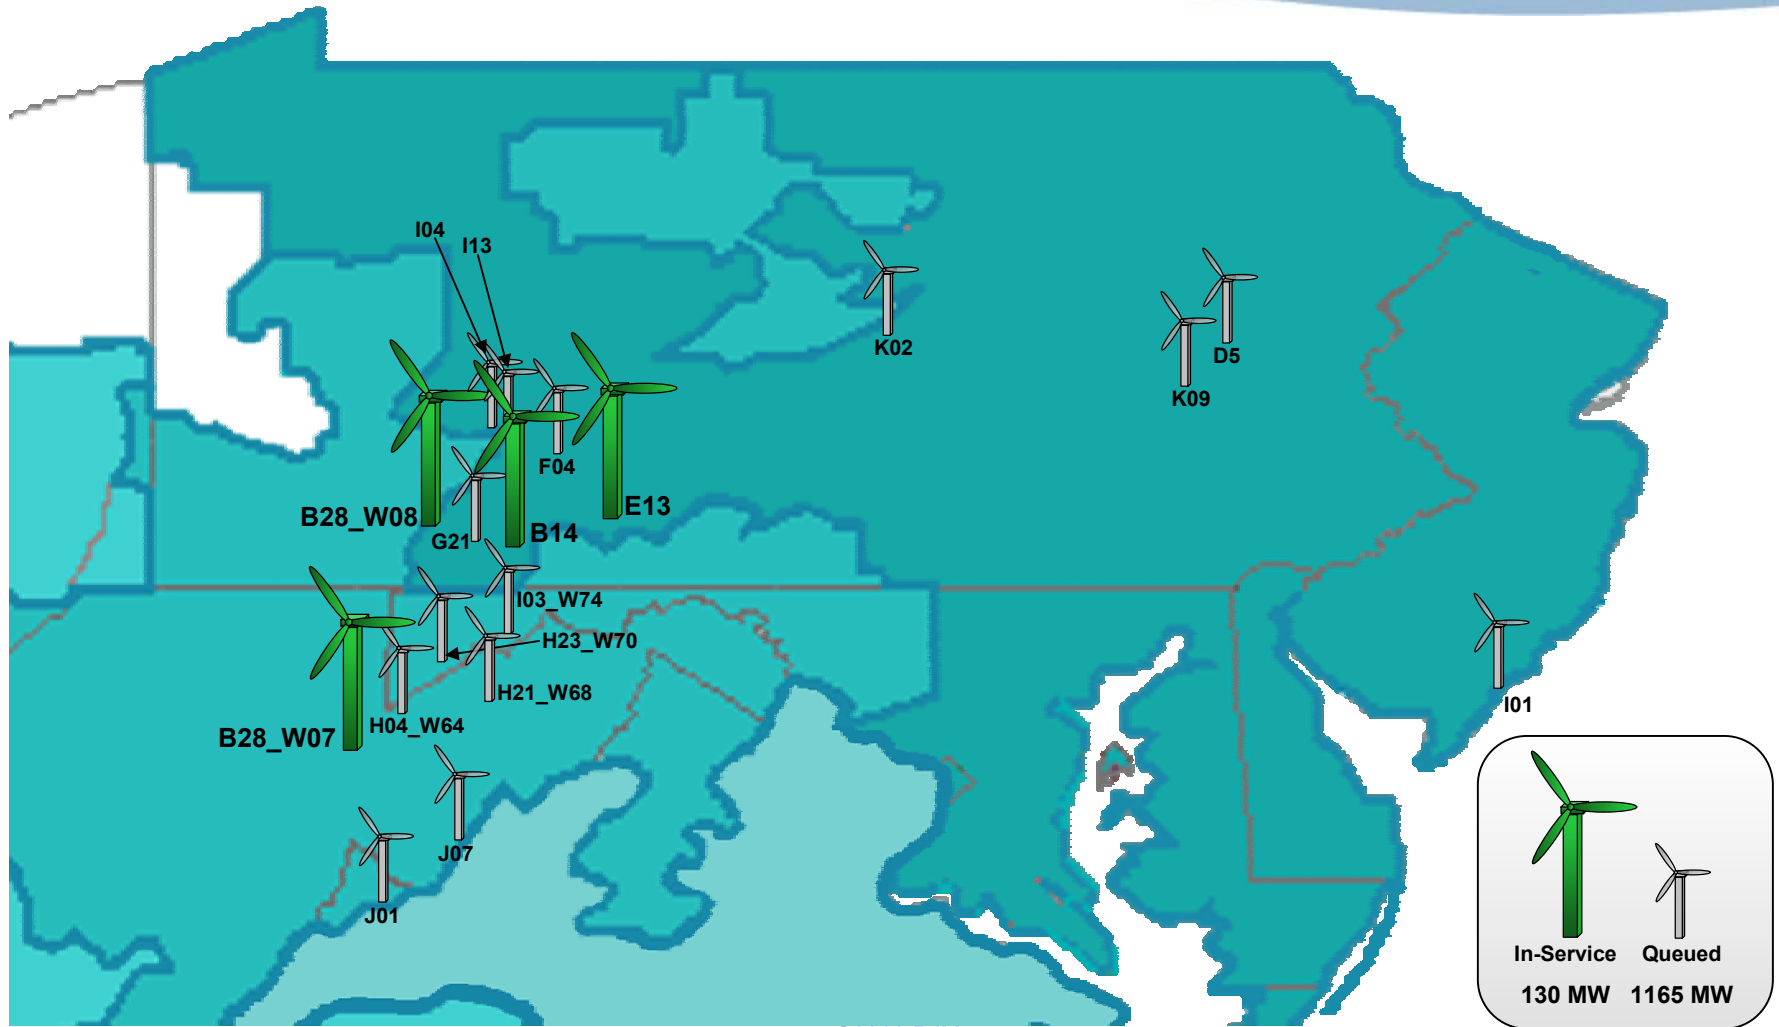 I04
I13
K02
D5
K09
F04
E13
B28_W08
B14
G21
I03_W74
H23_W70
H21_W68
I01
H04_W64
B28_W07
J07
J01
In-Service Queued
130 MW 1165 MW